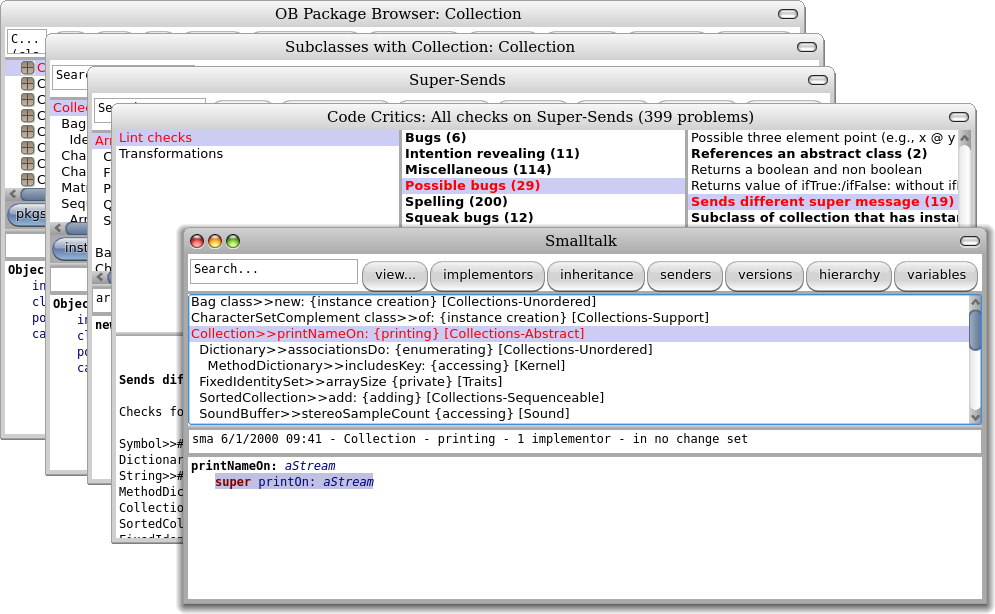 OB Package Browser: Collection
C...
Subclasses with Collection: Collection
Super-Sends
Code Critics: All checks on Super-Sends (399 problems)
Lint checks
Transformations
Bugs (6)
Intention revealing (11)
Miscellaneous (114)
Possible bugs (29)
Spelling (200)
Squeak bugs (12)
Possible three element point (e.g., x @ y
References an abstract class (2)
Returns a boolean and non boolean
Returns value of ifTrue:/ifFalse: without
Sends different super message (19)
Subclass of collection that has
pkgs
inst
Bag
Objec
Objec
Sends dif
Checks fo
Symbol>>#
Dictionar
String>>#
MethodDic
Collectio
SortedCol
Smalltalk
Search...
view...
implementors
inheritance
senders
versions
hierarchy
variables
Bag class>>new: {instance creation} [Collections-Unordered]
CharacterSetComplement class>>of: {instance creation} [Collections-Support]
Collection>>printNameOn: {printing} [Collections-Abstract]
Dictionary>>associationsDo: {enumerating} [Collections-Unordered]
MethodDictionary>>includesKey: {accessing} [Kernel]
FixedIdentitySet>>arraySize {private} [Traits]
SortedCollection>>add: {adding} [Collections-Sequenceable]
SoundBuffer>>stereoSampleCount {accessing} [Sound]
sma 6/1/2000 09:41 - Collection - printing - 1 implementor - in no change set
printNameOn: aStream
super printOn: aStream